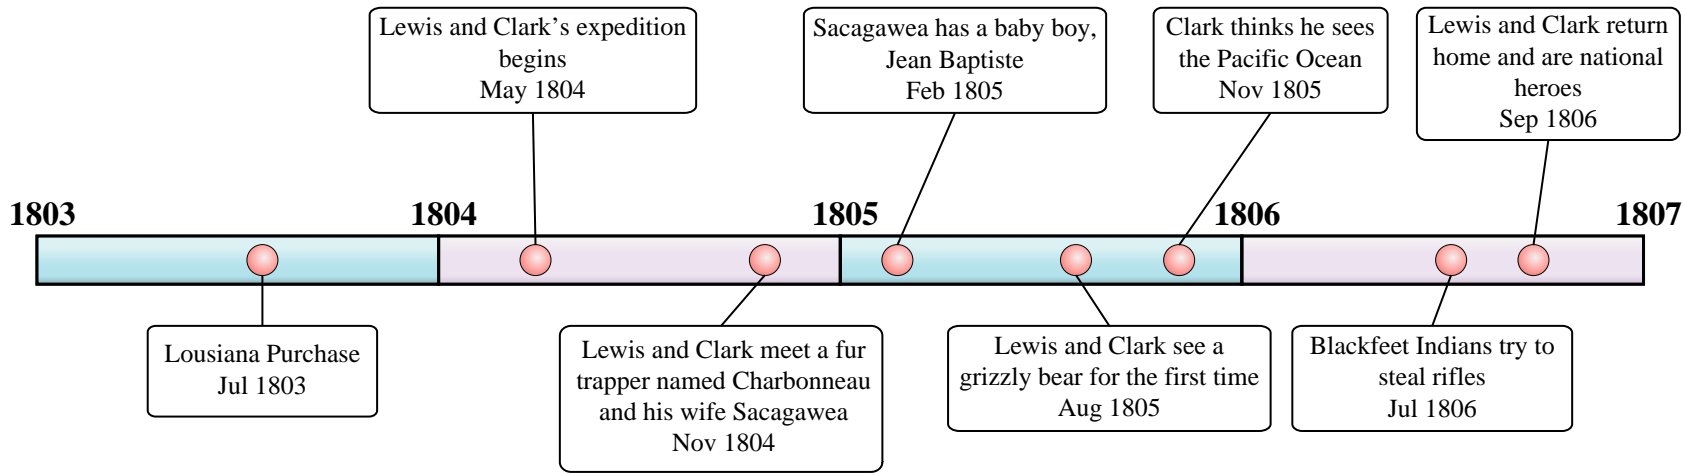 Lewis and Clark’s expedition
begins
May 1804
Sacagawea has a baby boy,
Jean Baptiste
Feb 1805
Clark thinks he sees
the Pacific Ocean
Nov 1805
Lewis and Clark return
home and are national
heroes
Sep 1806
1803
1804
1805
1806
1807
Lousiana Purchase
Jul 1803
Lewis and Clark meet a fur
trapper named Charbonneau
and his wife Sacagawea
Nov 1804
Lewis and Clark see a
grizzly bear for the first time
Aug 1805
Blackfeet Indians try to
steal rifles
Jul 1806